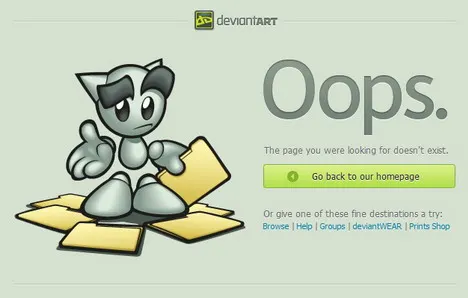 deviantART
Oops.
The page you were looking for doesn't exist.
Go back to our homepage
Or give one of these fine destinations a try:
Browse | Help | Groups | deviantWEAR | Prints Shop